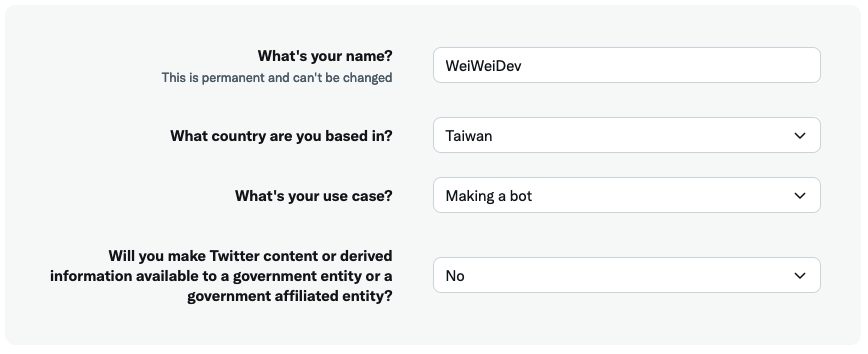 What's your name?
WeiWeiDev
This is permanent and can't be changed
What country are you based in?
Taiwan
What's your use case?
Making a bot
Will you make Twitter content or derived
information available to a government entity or a
government affiliated entity?
No